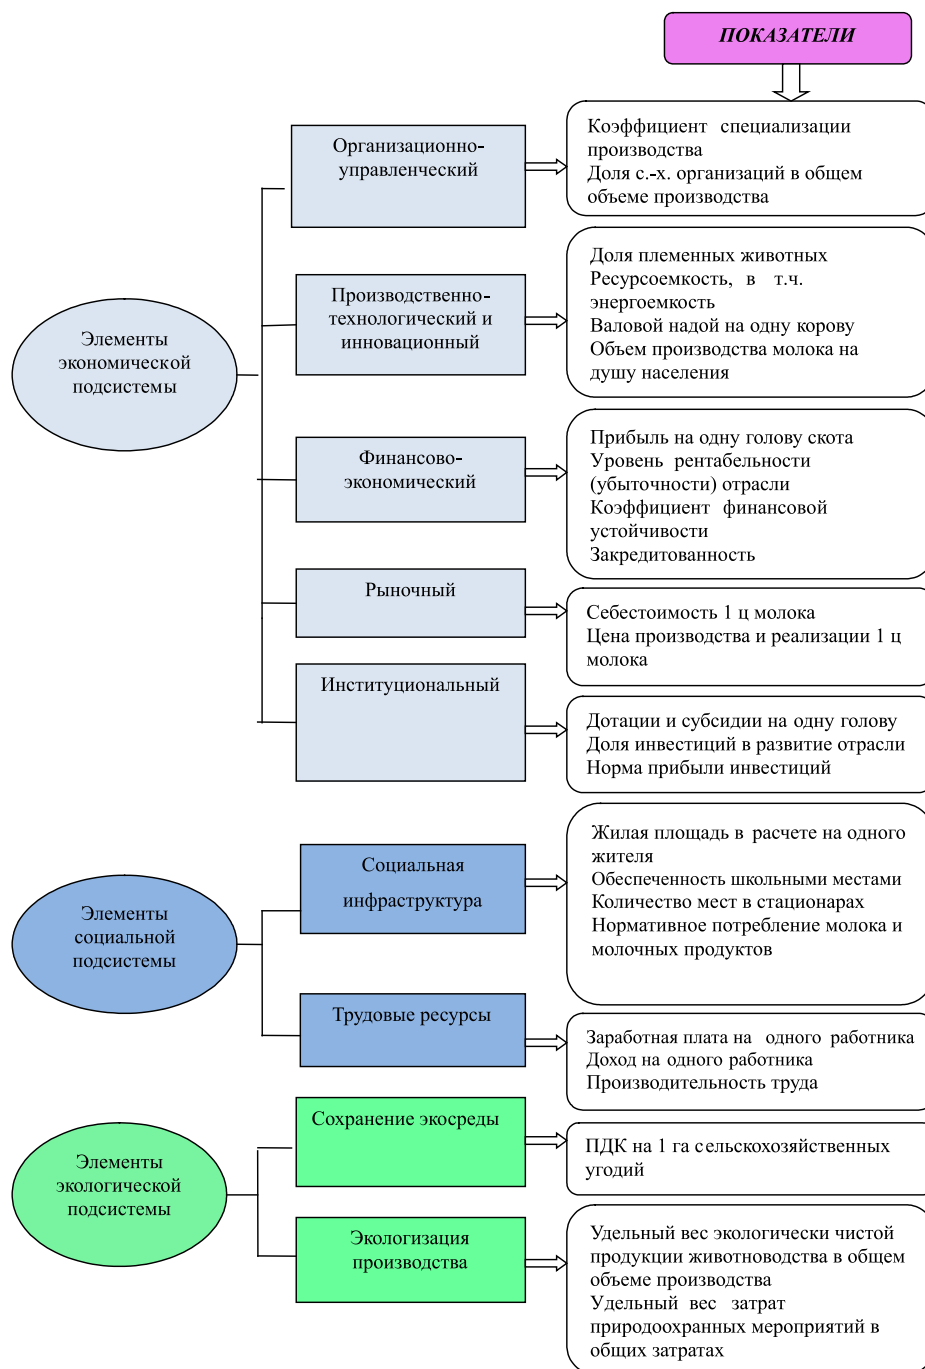 ПОКАЗАТЕЛИ
Элементы
экономической
подсистемы
Организационно-
управленческий
Коэффициент специализации
производства
Доля с.-х. организаций в общем
объеме производства
Производственно-
технологический и
инновационный
Доля племенных животных
Ресурсоемкость, в т.ч.
энергоемкость
Валовой надой на одну корову
Объем производства молока на
душу населения
Финансово-
экономический
Прибыль на одну голову скота
Уровень рентабельности
(убыточности) отрасли
Коэффициент финансовой
устойчивости
Закредитованность
Рыночный
Себестоимость 1 ц молока
Цена производства и реализации 1 ц
молока
Институциональный
Дотации и субсидии на одну голову
Доля инвестиций в развитие отрасли
Норма прибыли инвестиций
Элементы
социальной
подсистемы
Социальная
инфраструктура
Жилая площадь в расчете на одного
жителя
Обеспеченность школьными местами
Количество мест в стационарах
Нормативное потребление молока и
молочных продуктов
Трудовые ресурсы
Заработная плата на одного работника
Доход на одного работника
Производительность труда
Элементы
экологической
подсистемы
Сохранение экосреды
ПДК на 1 га сельскохозяйственных
угодий
Экологизация
производства
Удельный вес экологически чистой
продукции животноводства в общем
объеме производства
Удельный вес затрат
природоохранных мероприятий в
общих затратах